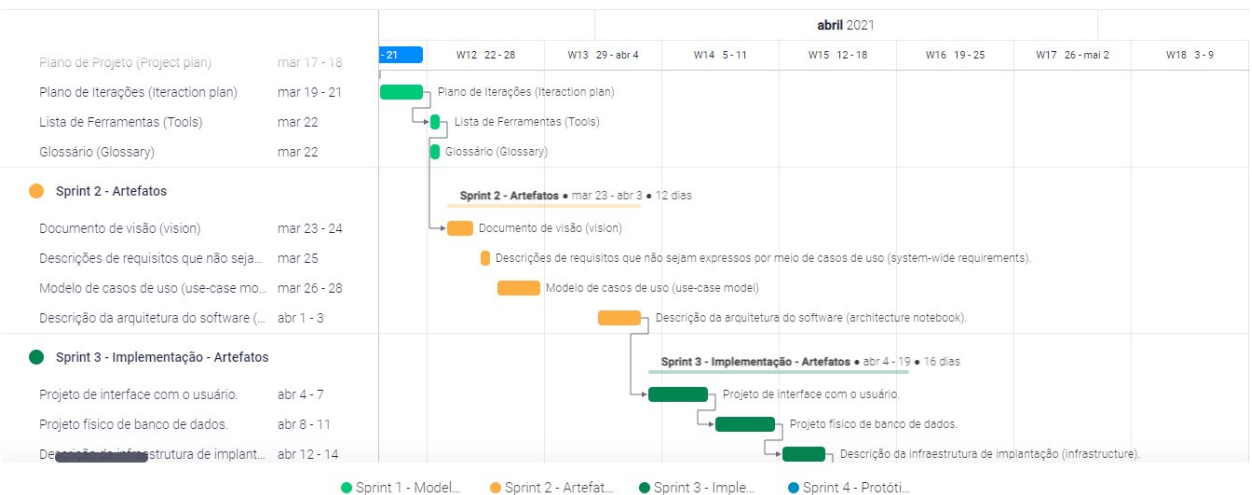 abril 2021
- 21 W12 22-28 W13 29 - abr 4 W14 5-11 W15 12-18 W16 19-25 W17 26 - mai 2 W18 3-9
Plano de Projeto (Project plan) mar 17 - 18
Plano de Iterações (Iteraction plan) mar 19 - 21 Plano de Iterações (Iteraction plan)
Lista de Ferramentas (Tools) mar 22 Lista de Ferramentas (Tools)
Glossário (Glossary) mar 22 Glossário (Glossary)
Sprint 2 - Artefatos Sprint 2 - Artefatos • mar 23 - abr 3 • 12 dias
Documento de visão (vision) mar 23 - 24 Documento de visão (vision)
Descrições de requisitos que não seja... mar 25 Descrições de requisitos que não sejam expressos por meio de casos de uso (system-wide requirements).
Modelo de casos de uso (use-case mo... mar 26 - 28 Modelo de casos de uso (use-case model)
Descrição da arquitetura do software (... abr 1 - 3 Descrição da arquitetura do software (architecture notebook).
Sprint 3 - Implementação - Artefatos Sprint 3 - Implementação - Artefatos • abr 4 - 19 • 16 dias
Projeto de interface com o usuário. abr 4 - 7 Projeto de interface com o usuário.
Projeto físico de banco de dados. abr 8 - 11 Projeto físico de banco de dados.
Descrição da infraestrutura de implant... abr 12 - 14 Descrição da infraestrutura de implantação (infrastructure).
Sprint 1 - Model... Sprint 2 - Artefat... Sprint 3 - Imple... Sprint 4 - Protóti...